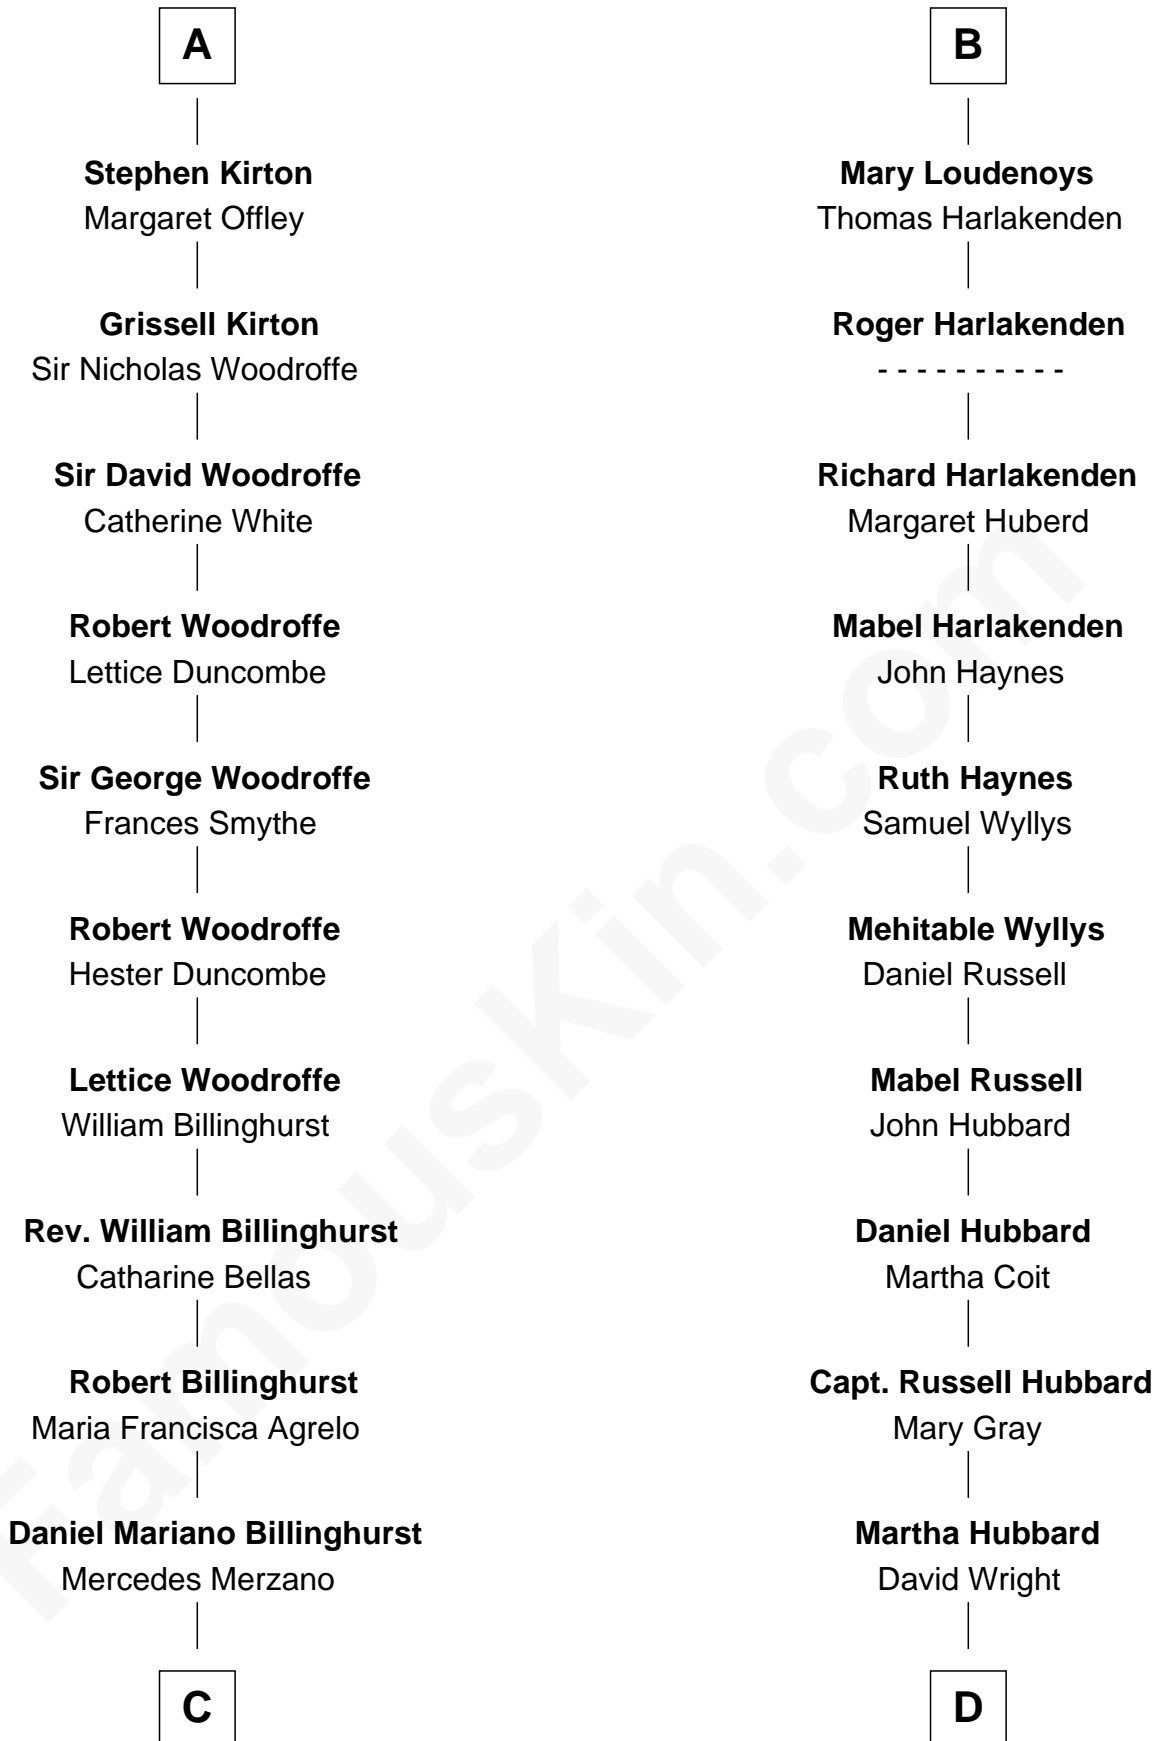 A
Stephen Kirton
Margaret Offley
Grissell Kirton
Sir Nicholas Woodroffe
Sir David Woodroffe
Catherine White
Robert Woodroffe
Lettice Duncombe
Sir George Woodroffe
Frances Smythe
Robert Woodroffe
Hester Duncombe
Lettice Woodroffe
William Billinghurst
Rev. William Billinghurst
Catharine Bellas
Robert Billinghurst
Maria Francisca Agrelo
Daniel Mariano Billinghurst
Mercedes Merzano
C
B
Mary Loudenoys
Thomas Harlakenden
Roger Harlakenden
- - - - - - - - - -
Richard Harlakenden
Margaret Huberd
Mabel Harlakenden
John Haynes
Ruth Haynes
Samuel Wyllys
Mehitable Wyllys
Daniel Russell
Mabel Russell
John Hubbard
Daniel Hubbard
Martha Coit
Capt. Russell Hubbard
Mary Gray
Martha Hubbard
David Wright
D
FamousKin.com